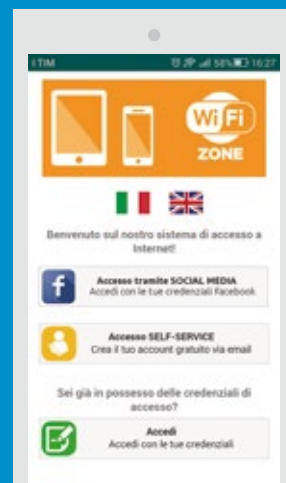 I TIM 58% 16:27
Wi Fi
ZONE
Benvenuto sul nostro sistema di accesso a
Internet!
f
Accesso tramite SOCIAL MEDIA
Accedi con le tue credenziali Facebook
Accesso SELF-SERVICE
Crea il tuo account gratuito via email
Sei già in possesso delle credenziali di
accesso?
Accedi
Accedi con le tue credenziali